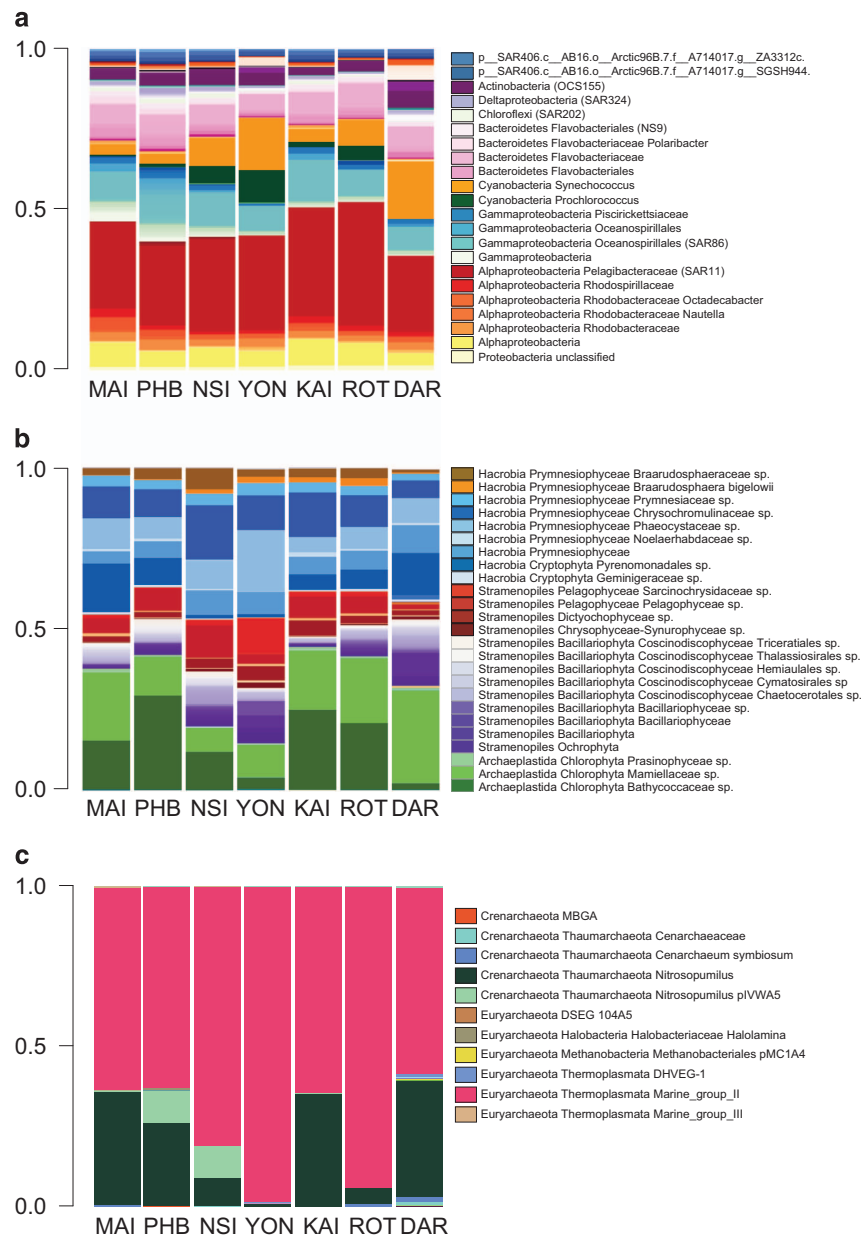 a
1.0
0.5
0.0
MAI PHB NSI YON KAI ROT DAR
p__SAR406.c__AB16.o__Arctic96B.7.f__A714017.g__ZA3312c.
p__SAR406.c__AB16.o__Arctic96B.7.f__A714017.g__SGSH944.
Actinobacteria (OCS155)
Deltaproteobacteria (SAR324)
Chloroflexi (SAR202)
Bacteroidetes Flavobacteriales (NS9)
Bacteroidetes Flavobacteriaceae Polaribacter
Bacteroidetes Flavobacteriaceae
Bacteroidetes Flavobacteriales
Cyanobacteria Synechococcus
Cyanobacteria Prochlorococcus
Gammaproteobacteria Piscirickettsiaceae
Gammaproteobacteria Oceanospirillales
Gammaproteobacteria Oceanospirillales (SAR86)
Gammaproteobacteria
Alphaproteobacteria Pelagibacteraceae (SAR11)
Alphaproteobacteria Rhodospirillaceae
Alphaproteobacteria Rhodobacteraceae Octadecabacter
Alphaproteobacteria Rhodobacteraceae Nautella
Alphaproteobacteria Rhodobacteraceae
Alphaproteobacteria
Proteobacteria unclassified
b
1.0
0.5
0.0
MAI PHB NSI YON KAI ROT DAR
Hacrobia Prymnesiophyceae Braarudosphaeraceae sp.
Hacrobia Prymnesiophyceae Braarudosphaera bigelowii
Hacrobia Prymnesiophyceae Prymnesiaceae sp.
Hacrobia Prymnesiophyceae Chrysochromulinaceae sp.
Hacrobia Prymnesiophyceae Phaeocystaceae sp.
Hacrobia Prymnesiophyceae Noelaerhabdaceae sp.
Hacrobia Prymnesiophyceae
Hacrobia Cryptophyta Pyrenomonadales sp.
Hacrobia Cryptophyta Geminigeraceae sp.
Stramenopiles Pelagophyceae Sarcinochrysidaceae sp.
Stramenopiles Pelagophyceae Pelagophyceae sp.
Stramenopiles Dictyochophyceae sp.
Stramenopiles Chrysophyceae-Synurophyceae sp.
Stramenopiles Bacillariophyta Coscinodiscophyceae Triceratiales sp.
Stramenopiles Bacillariophyta Coscinodiscophyceae Thalassiosirales sp.
Stramenopiles Bacillariophyta Coscinodiscophyceae Hemiaulales sp.
Stramenopiles Bacillariophyta Coscinodiscophyceae Cymatosirales sp
Stramenopiles Bacillariophyta Coscinodiscophyceae Chaetocerotales sp.
Stramenopiles Bacillariophyta Bacillariophyceae sp.
Stramenopiles Bacillariophyta Bacillariophyceae
Stramenopiles Bacillariophyta
Stramenopiles Ochrophyta
Archaeplastida Chlorophyta Prasinophyceae sp.
Archaeplastida Chlorophyta Mamiellaceae sp.
Archaeplastida Chlorophyta Bathycoccaceae sp.
c
1.0
0.5
0.0
MAI PHB NSI YON KAI ROT DAR
Crenarchaeota MBGA
Crenarchaeota Thaumarchaeota Cenarchaeaceae
Crenarchaeota Thaumarchaeota Cenarchaeum symbiosum
Crenarchaeota Thaumarchaeota Nitrosopumilus
Crenarchaeota Thaumarchaeota Nitrosopumilus pIVWA5
Euryarchaeota DSEG 104A5
Euryarchaeota Halobacteria Halobacteriaceae Halolamina
Euryarchaeota Methanobacteria Methanobacteriales pMC1A4
Euryarchaeota Thermoplasmata DHVEG-1
Euryarchaeota Thermoplasmata Marine_group_II
Euryarchaeota Thermoplasmata Marine_group_III